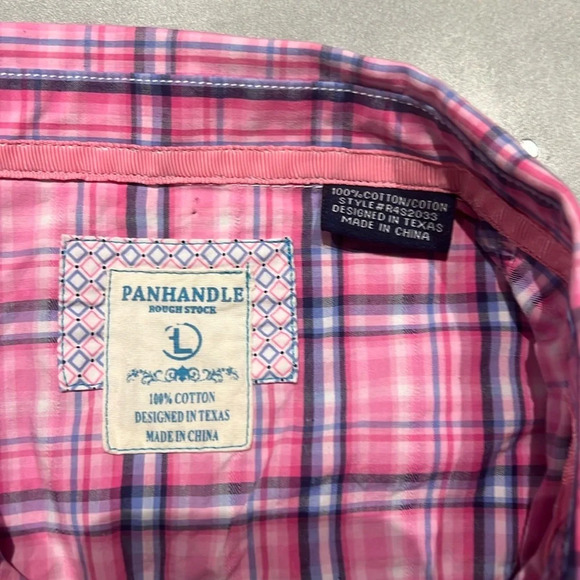 100% COTTON/COTON
STYLE#R4S2033
DESIGNED IN TEXAS
MADE IN CHINA
PANHANDLE
ROUGH STOCK
L
100% COTTON
DESIGNED IN TEXAS
MADE IN CHINA